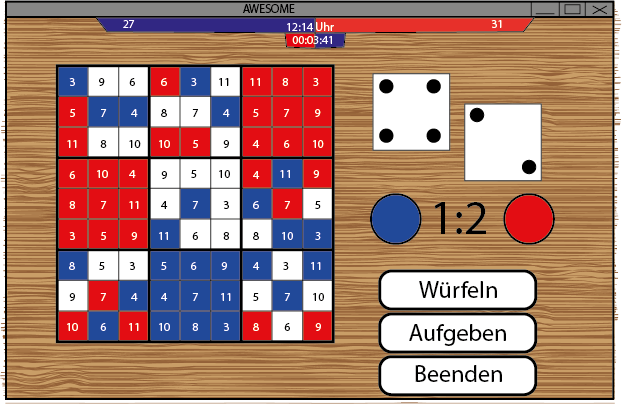 AWESOME
27 12:14 Uhr 31
00:03:41
3 9 6 6 3 11 11 8 3
5 7 4 8 7 4 5 7 9
11 8 10 10 5 9 4 6 10
6 10 4 9 5 10 4 11 9
8 7 11 4 7 3 6 7 5
3 5 9 11 6 8 8 10 3
8 5 3 5 6 9 4 3 11
9 7 4 4 7 11 5 7 10
10 6 11 10 8 3 8 6 9
1:2
Würfeln
Aufgeben
Beenden